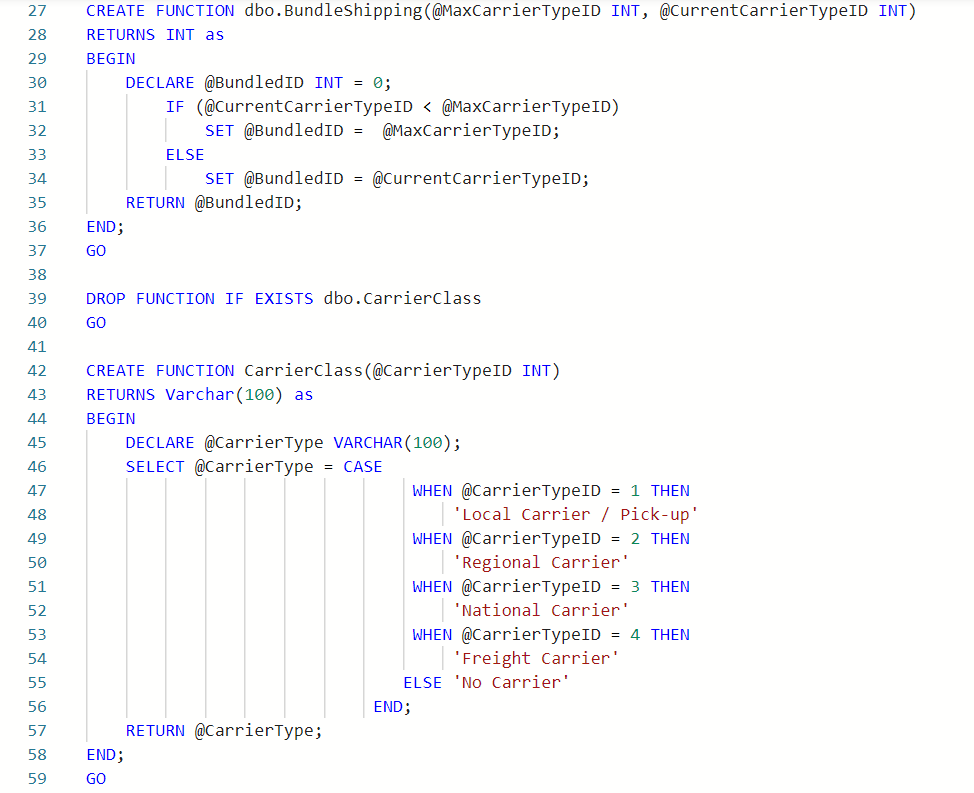 27 CREATE FUNCTION dbo.BundleShipping(@MaxCarrierTypeID INT, @CurrentCarrierTypeID INT)
28 RETURNS INT as
29 BEGIN
30 DECLARE @BundledID INT = 0;
31 IF (@CurrentCarrierTypeID < @MaxCarrierTypeID)
32 SET @BundledID =  @MaxCarrierTypeID;
33 ELSE
34 SET @BundledID = @CurrentCarrierTypeID;
35 RETURN @BundledID;
36 END;
37 GO
38
39 DROP FUNCTION IF EXISTS dbo.CarrierClass
40 GO
41
42 CREATE FUNCTION CarrierClass(@CarrierTypeID INT)
43 RETURNS Varchar(100) as
44 BEGIN
45 DECLARE @CarrierType VARCHAR(100);
46 SELECT @CarrierType = CASE
47 WHEN @CarrierTypeID = 1 THEN
48 'Local Carrier / Pick-up'
49 WHEN @CarrierTypeID = 2 THEN
50 'Regional Carrier'
51 WHEN @CarrierTypeID = 3 THEN
52 'National Carrier'
53 WHEN @CarrierTypeID = 4 THEN
54 'Freight Carrier'
55 ELSE 'No Carrier'
56 END;
57 RETURN @CarrierType;
58 END;
59 GO